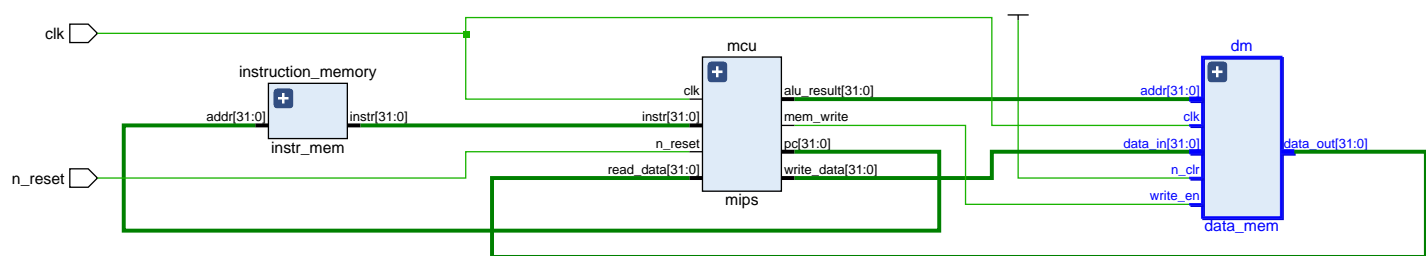 clk
n_reset
instruction_memory
addr[31:0]
instr[31:0]
instr_mem
mcu
clk
instr[31:0]
n_reset
read_data[31:0]
alu_result[31:0]
mem_write
pc[31:0]
write_data[31:0]
mips
dm
addr[31:0]
clk
data_in[31:0]
n_clr
write_en
data_out[31:0]
data_mem